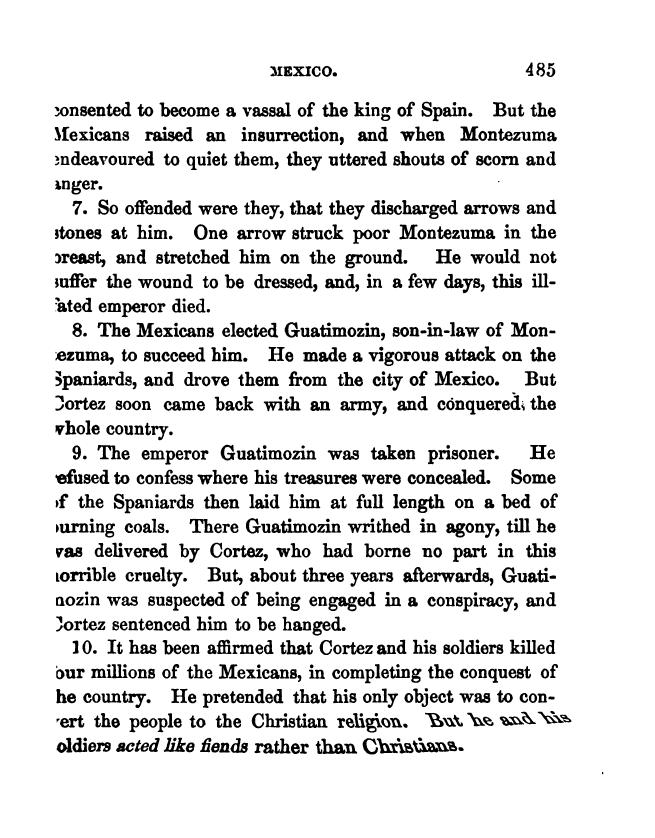 MEXICO. 485
consented to become a vassal of the king of Spain. But the
Mexicans raised an insurrection, and when Montezuma
endeavoured to quiet them, they uttered shouts of scorn and
anger.
7. So offended were they, that they discharged arrows and
stones at him. One arrow struck poor Montezuma in the
breast, and stretched him on the ground. He would not
suffer the wound to be dressed, and, in a few days, this ill-
fated emperor died.
8. The Mexicans elected Guatimozin, son-in-law of Mon-
tezuma, to succeed him. He made a vigorous attack on the
Spaniards, and drove them from the city of Mexico. But
Cortez soon came back with an army, and conquered the
whole country.
9. The emperor Guatimozin was taken prisoner. He
refused to confess where his treasures were concealed. Some
of the Spaniards then laid him at full length on a bed of
burning coals. There Guatimozin writhed in agony, till he
was delivered by Cortez, who had borne no part in this
horrible cruelty. But, about three years afterwards, Guati-
mozin was suspected of being engaged in a conspiracy, and
Cortez sentenced him to be hanged.
10. It has been affirmed that Cortez and his soldiers killed
four millions of the Mexicans, in completing the conquest of
the country. He pretended that his only object was to con-
vert the people to the Christian religion. But he and his
soldiers acted like fiends rather than Christians.